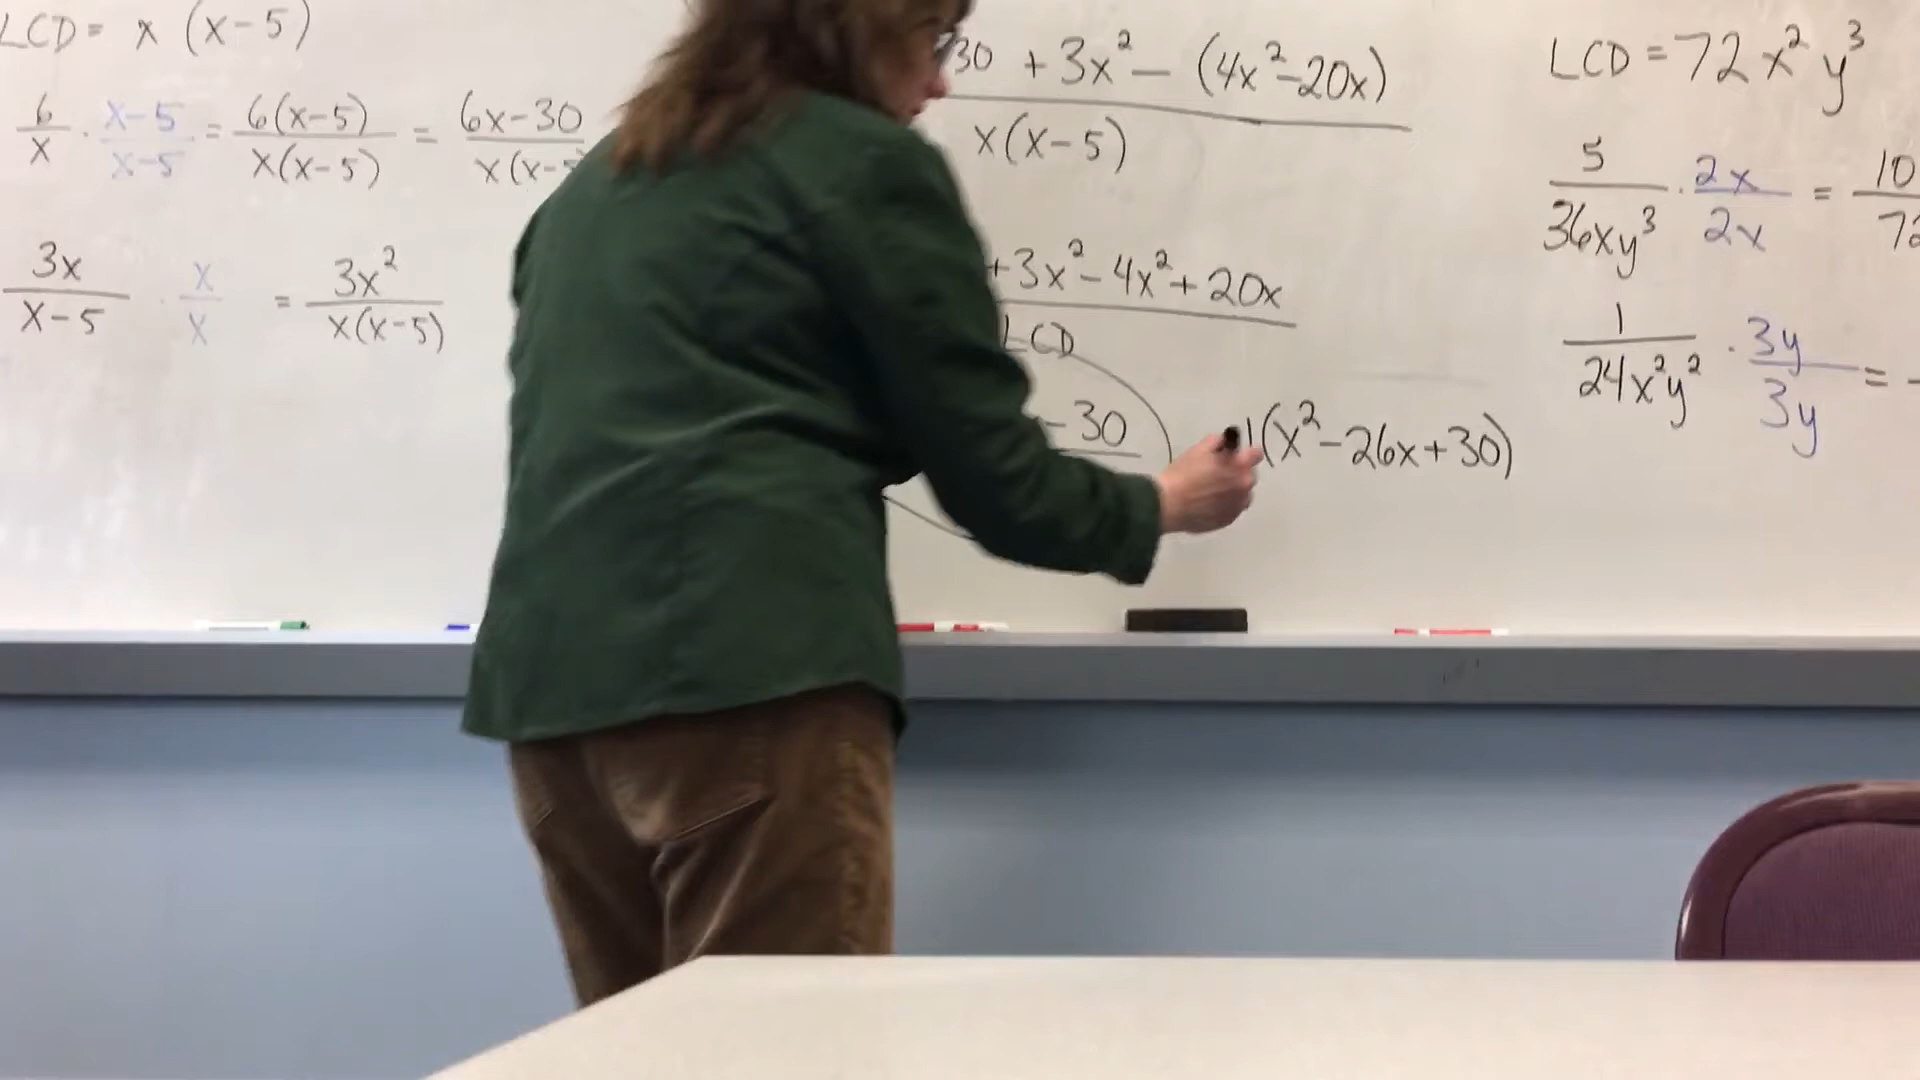 LCD = x (x-5)
6/x · x-5/x-5 = 6(x-5)/x(x-5) = 6x-30/x(x-5
3x/x-5 · x/x = 3x²/x(x-5)
30 + 3x² - (4x²-20x)/x(x-5)
+3x²-4x²+20x/LCD
-30
1(x²-26x+30)
LCD = 72x²y³
5/36xy³ · 2x/2x = 10/72
1/24x²y² · 3y/3y =